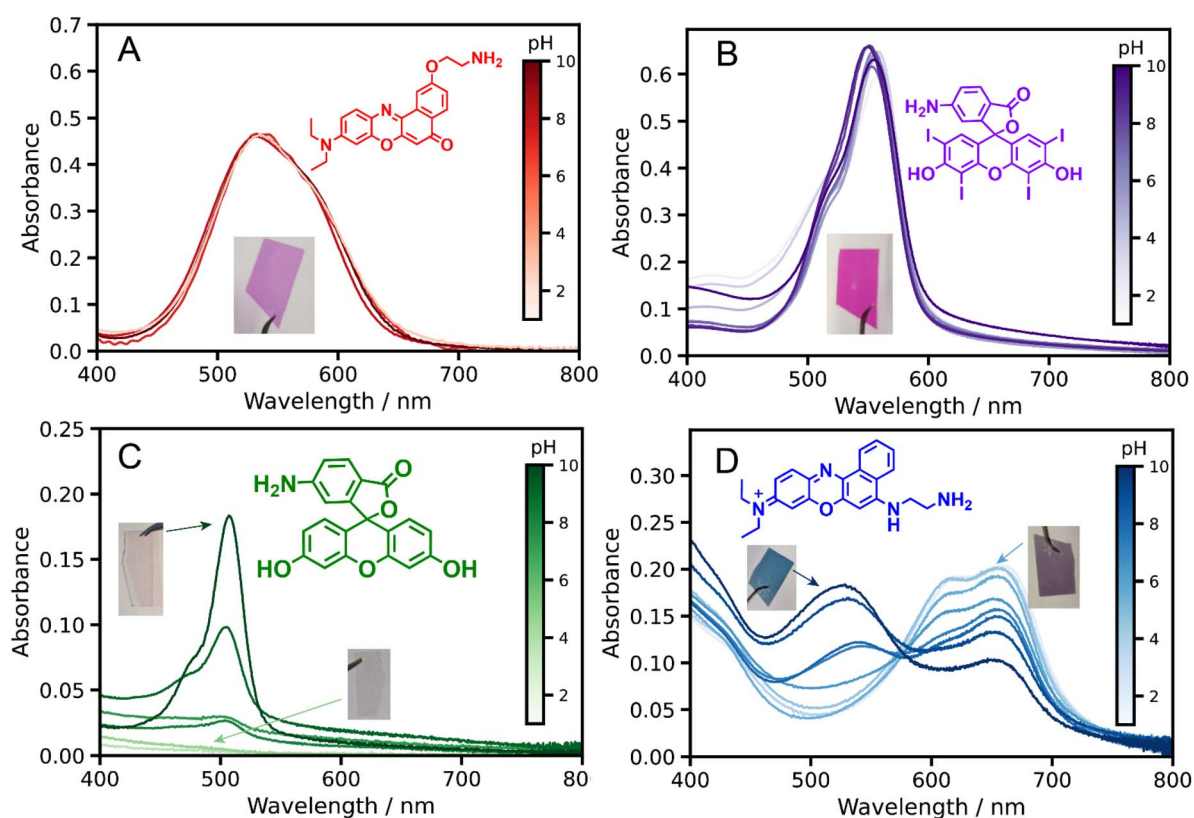 A
pH
0.7
0.6
0.5
0.4
0.3
0.2
0.1
0.0
400 500 600 700 800
Wavelength / nm
Absorbance
10
8
6
4
2
O
NH₂
N
N
O
O
B
pH
0.6
0.5
0.4
0.3
0.2
0.1
0.0
400 500 600 700 800
Wavelength / nm
Absorbance
10
8
6
4
2
H₂N
O
O
I
I
HO
O
OH
I
I
C
pH
0.25
0.20
0.15
0.10
0.05
0.00
400 500 600 700 800
Wavelength / nm
Absorbance
10
8
6
4
2
H₂N
O
O
HO
O
OH
D
pH
0.30
0.25
0.20
0.15
0.10
0.05
0.00
400 500 600 700 800
Wavelength / nm
Absorbance
10
8
6
4
2
N
+
N
O
N
H
NH₂